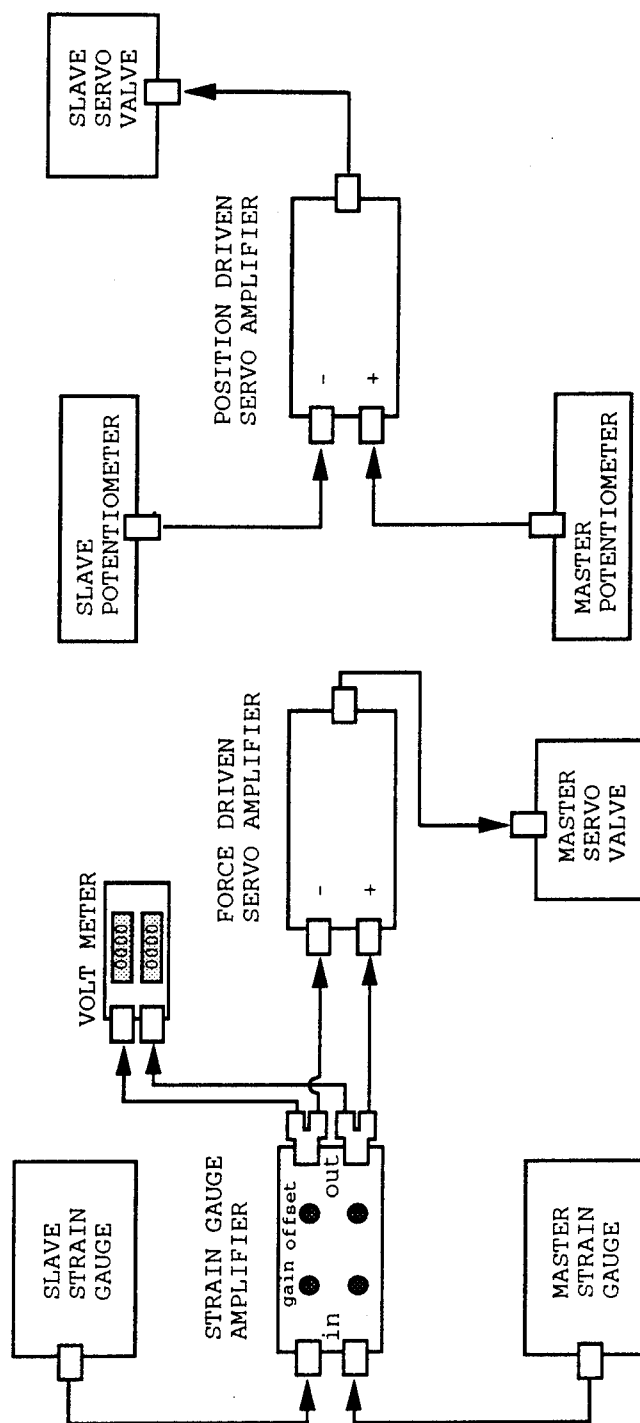 SLAVE
STRAIN
GAUGE
STRAIN GAUGE
AMPLIFIER
gain offset
in
out
MASTER
STRAIN
GAUGE
VOLT METER
0000
0000
FORCE DRIVEN
SERVO AMPLIFIER
-
+
MASTER
SERVO
VALVE
SLAVE
POTENTIOMETER
MASTER
POTENTIOMETER
POSITION DRIVEN
SERVO AMPLIFIER
-
+
SLAVE
SERVO
VALVE